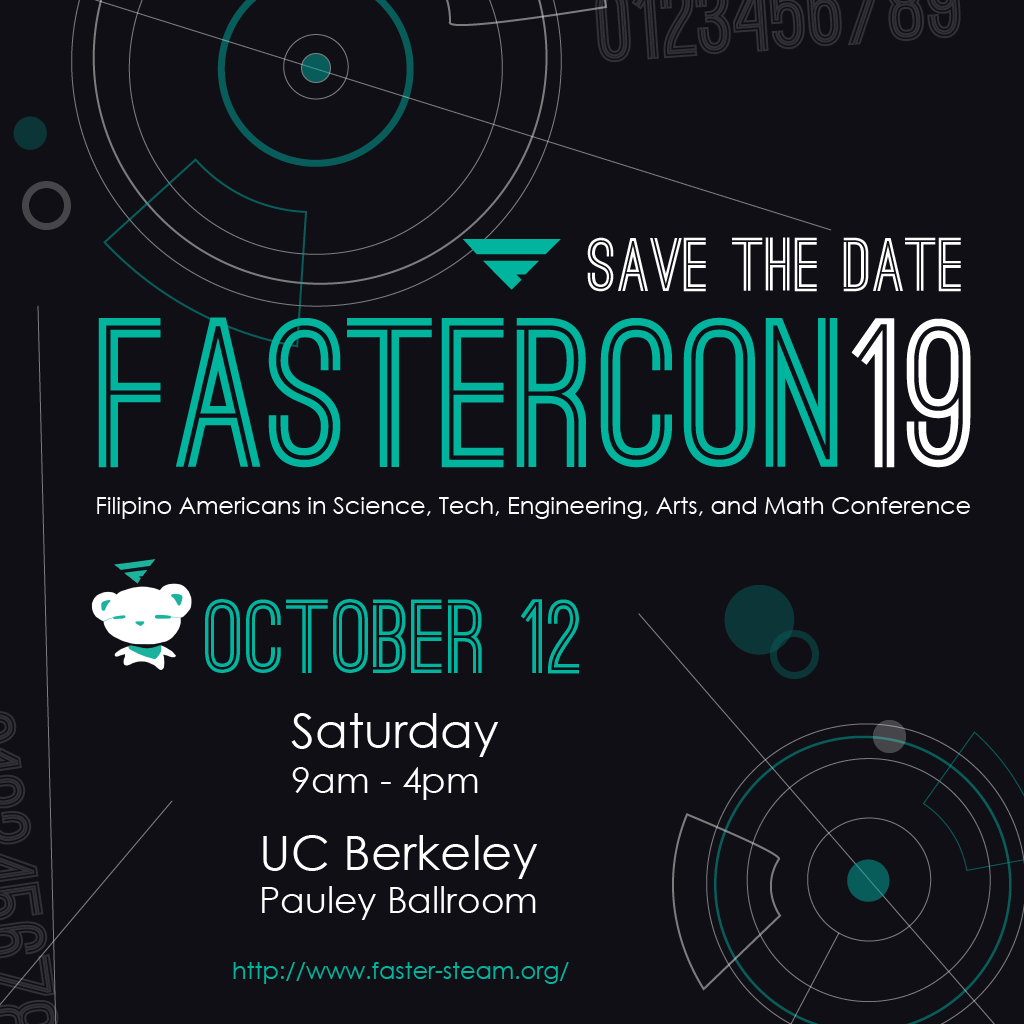 0123456789
SAVE THE DATE
FASTERCON19
Filipino Americans in Science, Tech, Engineering, Arts, and Math Conference
OCTOBER 12
Saturday
9am - 4pm
UC Berkeley
Pauley Ballroom
http://www.faster-steam.org/